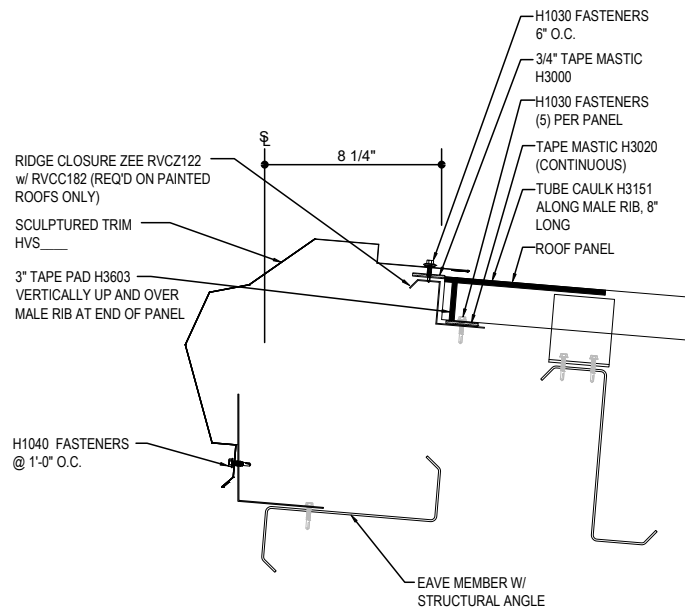 H1030 FASTENERS
6" O.C.
3/4" TAPE MASTIC
H3000
H1030 FASTENERS
(5) PER PANEL
TAPE MASTIC H3020
(CONTINUOUS)
TUBE CAULK H3151
ALONG MALE RIB, 8"
LONG
ROOF PANEL
℄
8 1/4"
RIDGE CLOSURE ZEE RVCZ122
w/ RVCC182 (REQ'D ON PAINTED
ROOFS ONLY)
SCULPTURED TRIM
HVS____
3" TAPE PAD H3603
VERTICALLY UP AND OVER
MALE RIB AT END OF PANEL
H1040 FASTENERS
@ 1'-0" O.C.
EAVE MEMBER W/
STRUCTURAL ANGLE